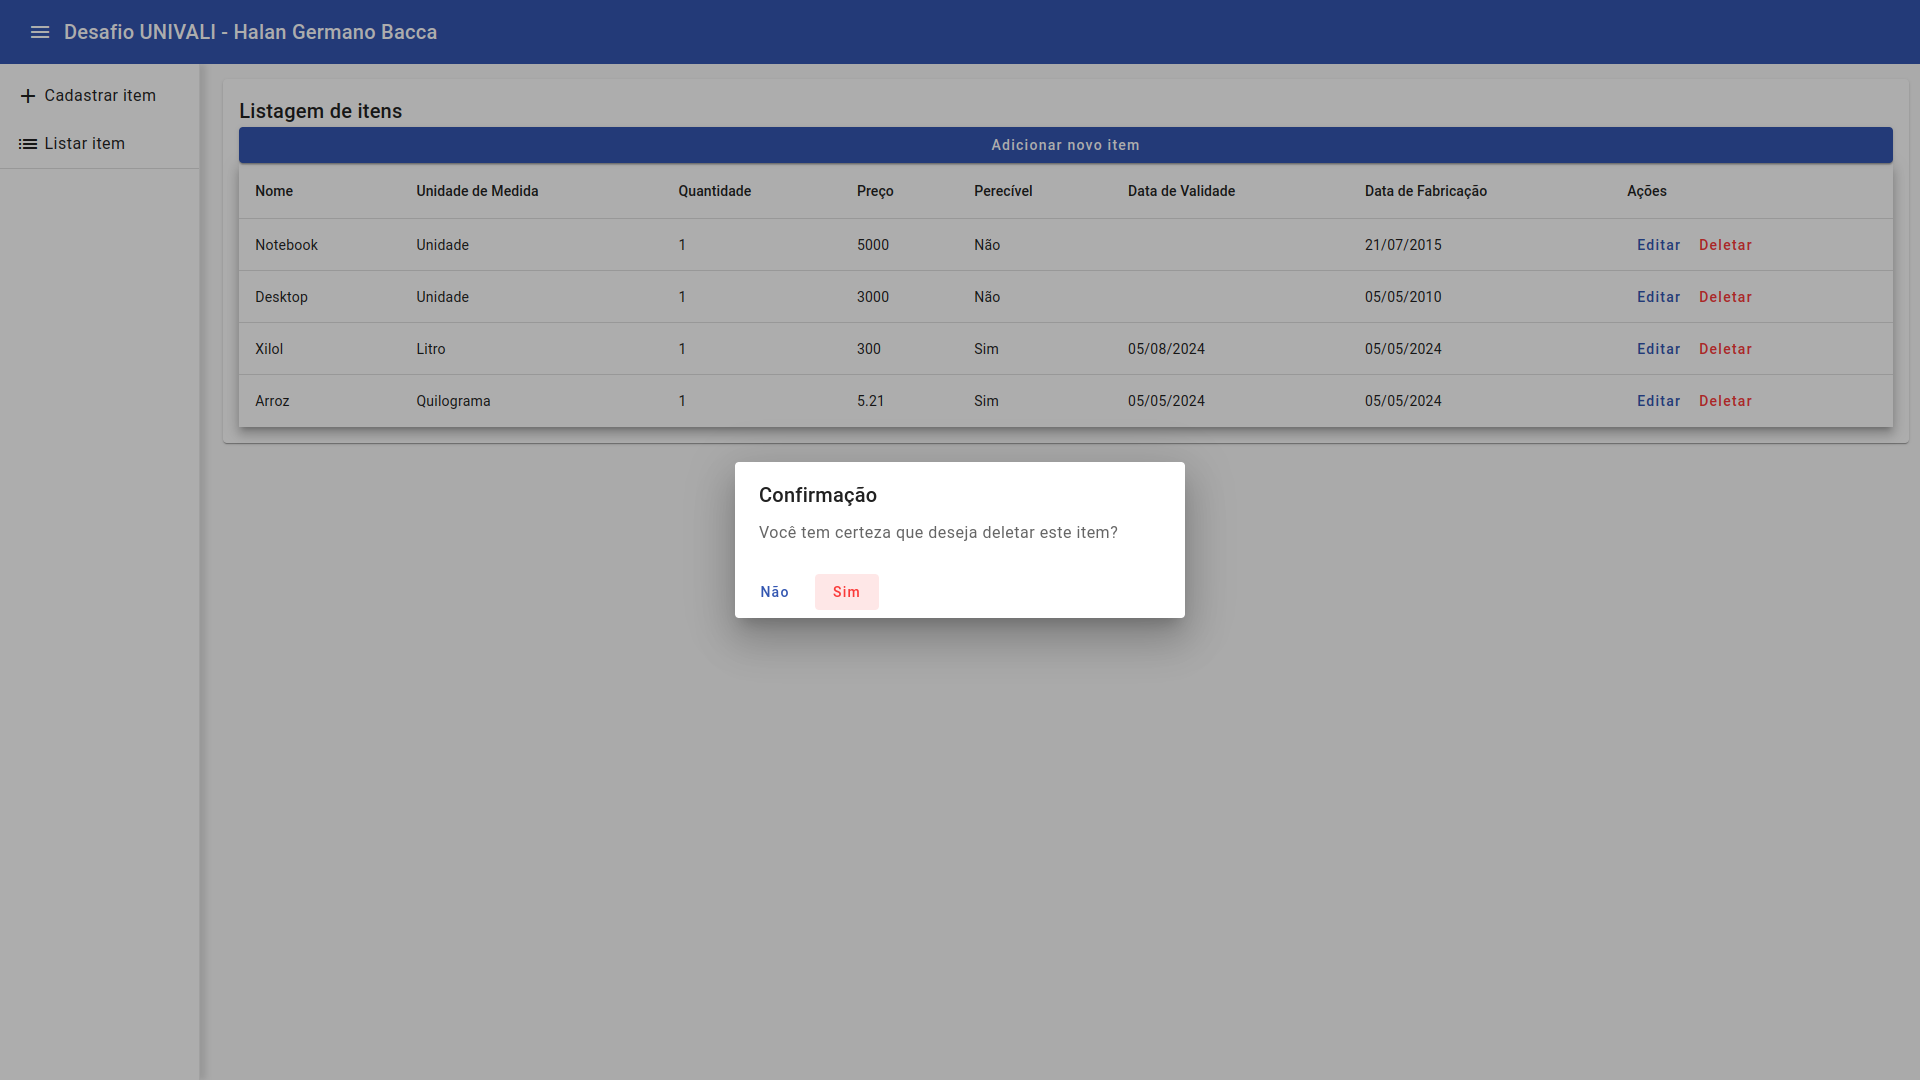 Desafio UNIVALI - Halan Germano Bacca
Cadastrar item
Listar item
Listagem de itens
Adicionar novo item
Nome Unidade de Medida Quantidade Preço Perecível Data de Validade Data de Fabricação Ações
Notebook Unidade 1 5000 Não 21/07/2015 Editar Deletar
Desktop Unidade 1 3000 Não 05/05/2010 Editar Deletar
Xilol Litro 1 300 Sim 05/08/2024 05/05/2024 Editar Deletar
Arroz Quilograma 1 5.21 Sim 05/05/2024 05/05/2024 Editar Deletar
Confirmação
Você tem certeza que deseja deletar este item?
Não Sim